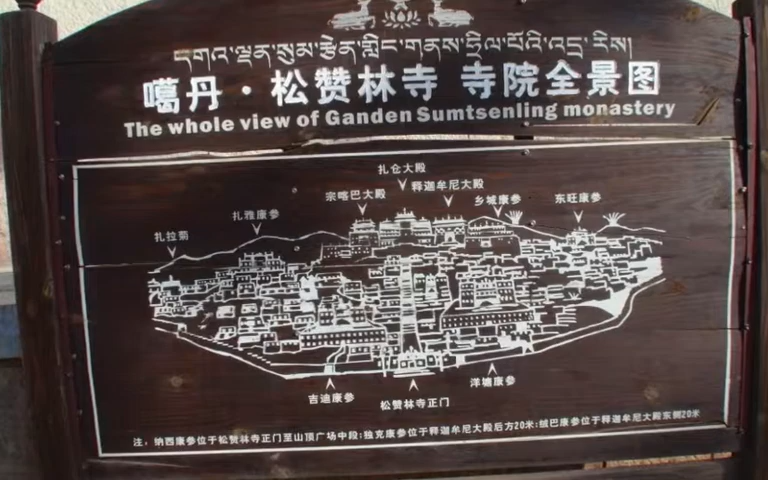 དགའ་ལྡན་སུམ་རྩེན་གླིང་གནས་ཧྲིལ་པོའི་འདྲ་རིས།
噶丹·松赞林寺 寺院全景图
The whole view of Ganden Sumtsenling monastery
扎仓大殿
宗喀巴大殿 释迦牟尼大殿
扎雅康参 乡城康参 东旺康参
扎拉菊
吉迪康参 松赞林寺正门 洋塘康参
注：纳西康参位于松赞林寺正门至山顶广场中段;独克康参位于释迦牟尼大殿后方20米;绒巴康参位于释迦牟尼大殿东侧20米